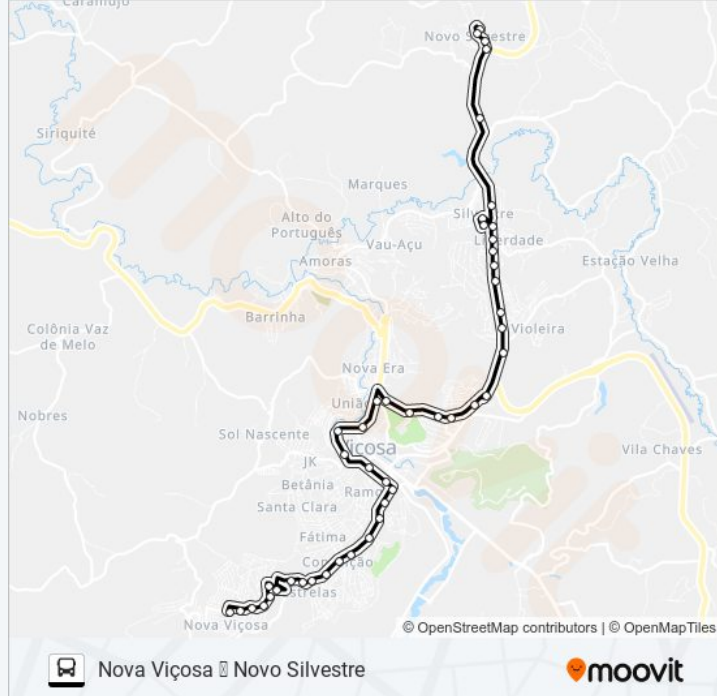 Caramujo
Novo Silvestre
Siriquité
Marques
Alto do
Português
Silvestre
Vau-Açu
Liberdade
Amoras
Estação Velha
Barrinha
Colônia Vaz
de Melo
Violeira
Nova Era
Nobres
União
Sol Nascente
Viçosa
Vila Chaves
JK
Betânia
Ramos
Santa Clara
Fátima
Conceição
Estrelas
Nova Viçosa
© OpenStreetMap contributors | © OpenMapTiles
Nova Viçosa 🚍 Novo Silvestre
moovit